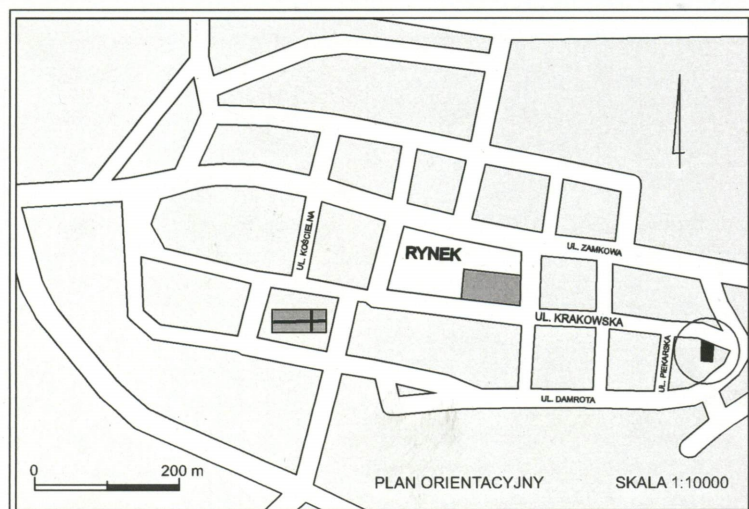 UL. KOŚCIELNA
RYNEK
UL. ZAMKOWA
UL. KRAKOWSKA
UL. PIEKARSKA
UL. DAMROTA
0 200 m
PLAN ORIENTACYJNY
SKALA 1:10000